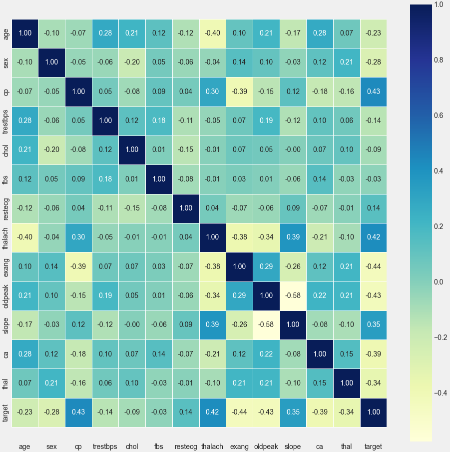 age 1.00 -0.10 -0.07 0.28 0.21 0.12 -0.12 -0.40 0.10 0.21 -0.17 0.28 0.07 -0.23
sex -0.10 1.00 -0.05 -0.06 -0.20 0.05 -0.06 -0.04 0.14 0.10 -0.03 0.12 0.21 -0.28
cp -0.07 -0.05 1.00 0.05 -0.08 0.09 0.04 0.30 -0.39 -0.15 0.12 -0.18 -0.16 0.43
trestbps 0.28 -0.06 0.05 1.00 0.12 0.18 -0.11 -0.05 0.07 0.19 -0.12 0.10 0.06 -0.14
chol 0.21 -0.20 -0.08 0.12 1.00 0.01 -0.15 -0.01 0.07 0.05 -0.00 0.07 0.10 -0.09
fbs 0.12 0.05 0.09 0.18 0.01 1.00 -0.08 -0.01 0.03 0.01 -0.06 0.14 -0.03 -0.03
restecg -0.12 -0.06 0.04 -0.11 -0.15 -0.08 1.00 0.04 -0.07 -0.06 0.09 -0.07 -0.01 0.14
thalach -0.40 -0.04 0.30 -0.05 -0.01 -0.01 0.04 1.00 -0.38 -0.34 0.39 -0.21 -0.10 0.42
exang 0.10 0.14 -0.39 0.07 0.07 0.03 -0.07 -0.38 1.00 0.29 -0.26 0.12 0.21 -0.44
oldpeak 0.21 0.10 -0.15 0.19 0.05 0.01 -0.06 -0.34 0.29 1.00 -0.58 0.22 0.21 -0.43
slope -0.17 -0.03 0.12 -0.12 -0.00 -0.06 0.09 0.39 -0.26 -0.58 1.00 -0.08 -0.10 0.35
ca 0.28 0.12 -0.18 0.10 0.07 0.14 -0.07 -0.21 0.12 0.22 -0.08 1.00 0.15 -0.39
thal 0.07 0.21 -0.16 0.06 0.10 -0.03 -0.01 -0.10 0.21 0.21 -0.10 0.15 1.00 -0.34
target -0.23 -0.28 0.43 -0.14 -0.09 -0.03 0.14 0.42 -0.44 -0.43 0.35 -0.39 -0.34 1.00
age sex cp trestbps chol fbs restecg thalach exang oldpeak slope ca thal target
1.0
0.8
0.6
0.4
0.2
0.0
-0.2
-0.4